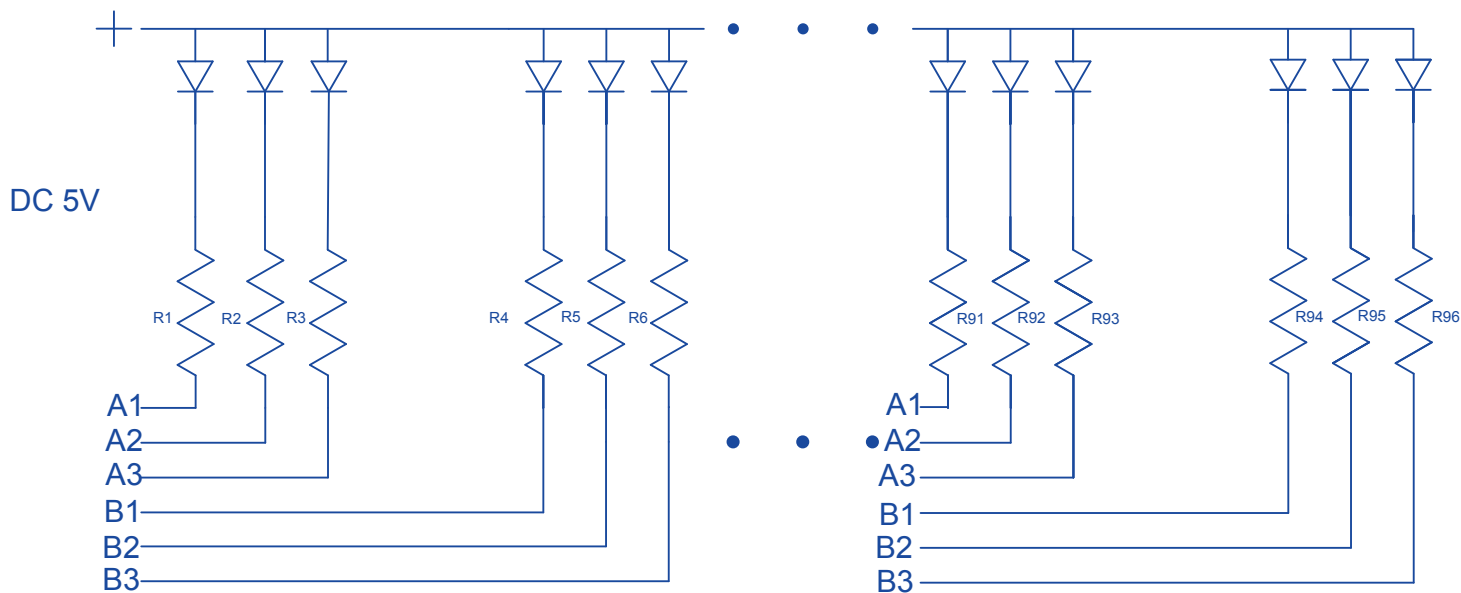 +
DC 5V
R1 R2 R3 R4 R5 R6 R91 R92 R93 R94 R95 R96
A1 A1
A2 A2
A3 A3
B1 B1
B2 B2
B3 B3